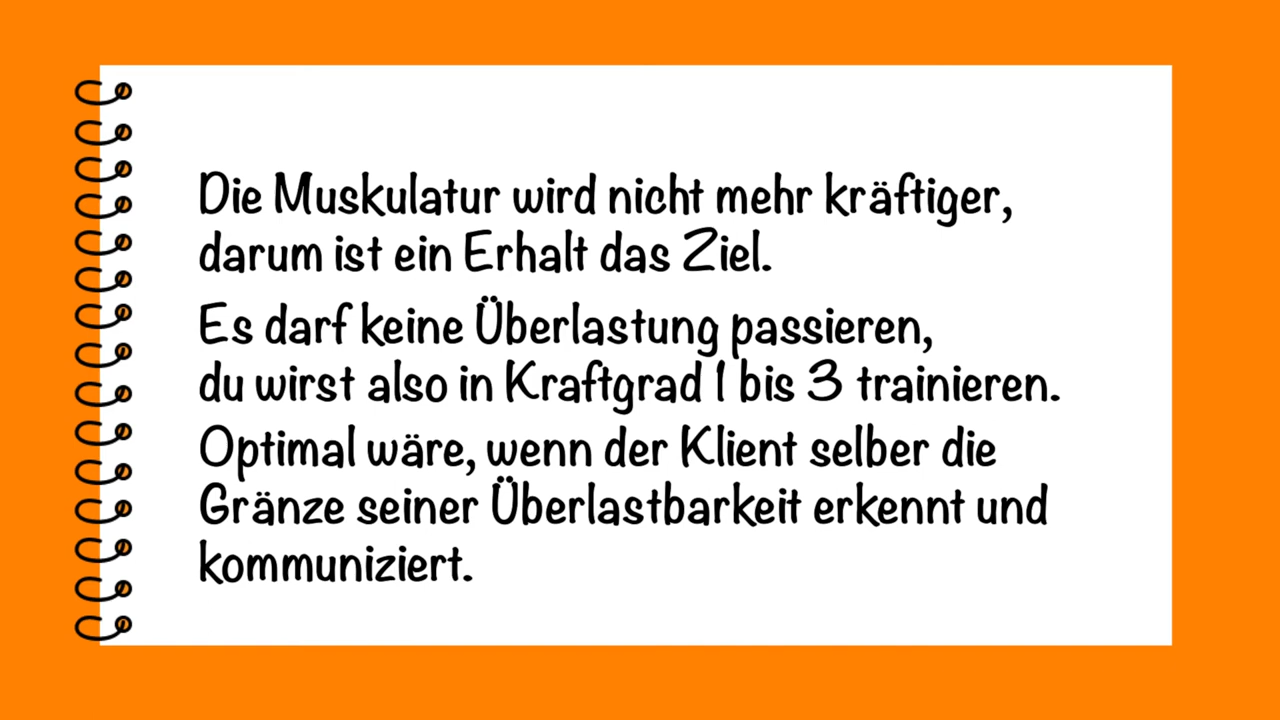 Die Muskulatur wird nicht mehr kräftiger,
darum ist ein Erhalt das Ziel.
Es darf keine Überlastung passieren,
du wirst also in Kraftgrad 1 bis 3 trainieren.
Optimal wäre, wenn der Klient selber die
Gränze seiner Überlastbarkeit erkennt und
kommuniziert.